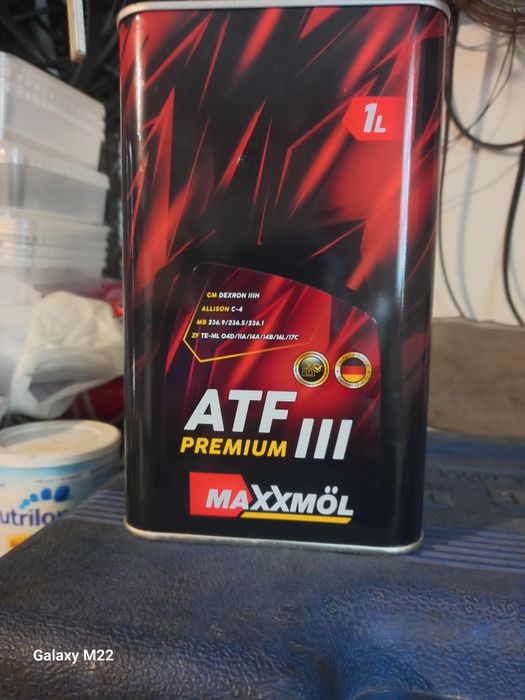 1L
GM DEXRON IIIH
ALLISON C-4
MB 236.9/236.5/236.1
ZF TE-ML 04D/11A/14A/14B/16L/17C
ATF III
PREMIUM
MAXXMÖL
utrilo
Galaxy M22